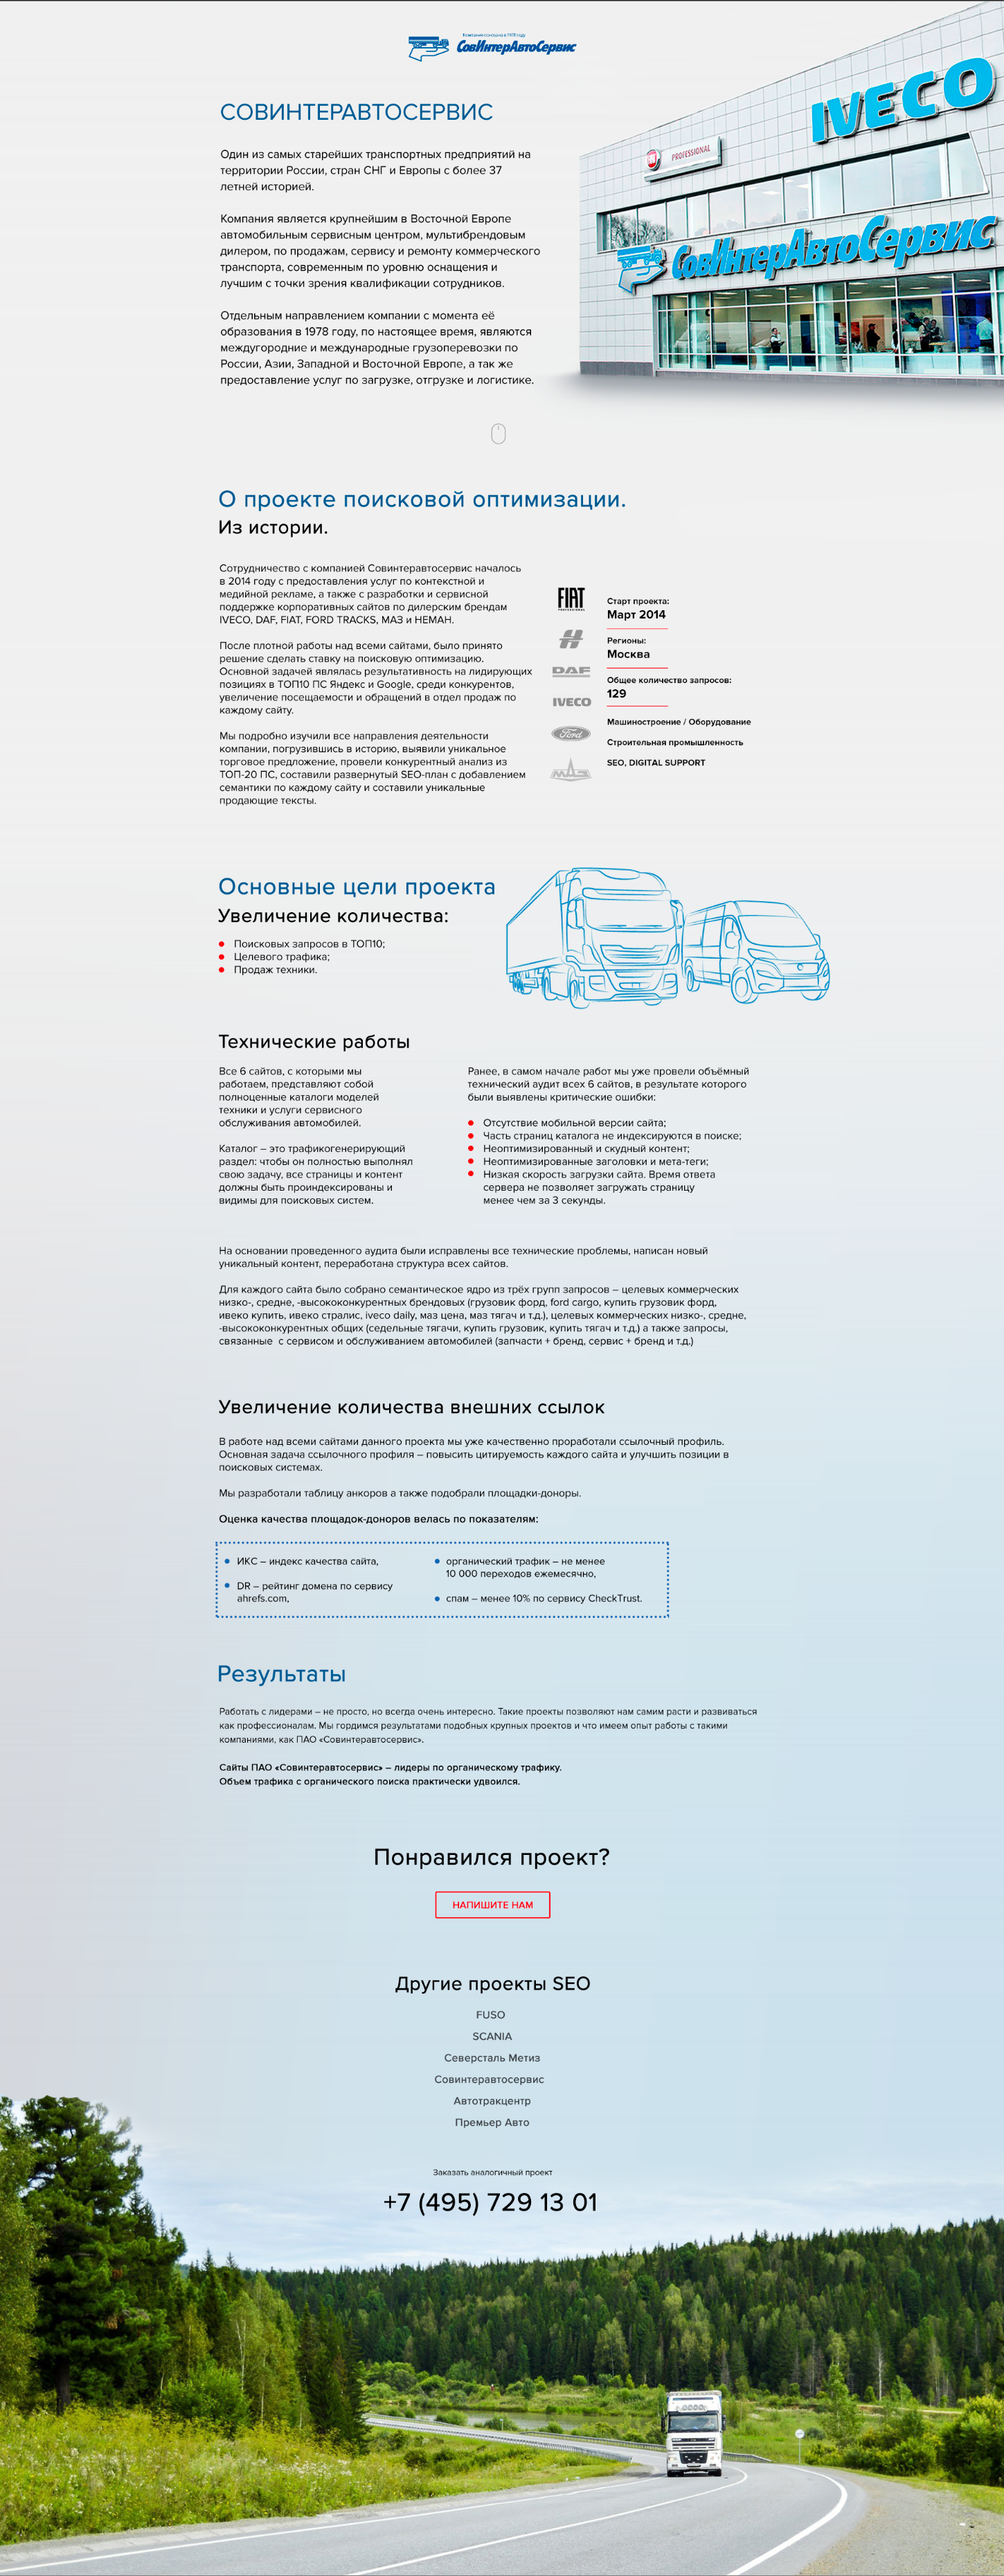 Компания основана в 1978 году
СовИнтерАвтоСервис
IVECO
PROFESSIONAL
СовИнтерАвтоСервис
СОВИНТЕРАВТОСЕРВИС
Один из самых старейших транспортных предприятий на
территории России, стран СНГ и Европы с более 37
летней историей.
Компания является крупнейшим в Восточной Европе
автомобильным сервисным центром, мультибрендовым
дилером, по продажам, сервису и ремонту коммерческого
транспорта, современным по уровню оснащения и
лучшим с точки зрения квалификации сотрудников.
Отдельным направлением компании с момента её
образования в 1978 году, по настоящее время, являются
междугородние и международные грузоперевозки по
России, Азии, Западной и Восточной Европе, а так же
предоставление услуг по загрузке, отгрузке и логистике.
О проекте поисковой оптимизации.
Из истории.
Сотрудничество с компанией Совинтеравтосервис началось
в 2014 году с предоставления услуг по контекстной и
медийной рекламе, а также с разработки и сервисной
поддержке корпоративных сайтов по дилерским брендам
IVECO, DAF, FIAT, FORD TRACKS, МАЗ и НЕМАН.
После плотной работы над всеми сайтами, было принято
решение сделать ставку на поисковую оптимизацию.
Основной задачей являлась результативность на лидирующих
позициях в ТОП10 ПС Яндекс и Google, среди конкурентов,
увеличение посещаемости и обращений в отдел продаж по
каждому сайту.
Мы подробно изучили все направления деятельности
компании, погрузившись в историю, выявили уникальное
торговое предложение, провели конкурентный анализ из
ТОП-20 ПС, составили развернутый SEO-план с добавлением
семантики по каждому сайту и составили уникальные
продающие тексты.
FIAT
PROFESSIONAL
DAF
IVECO
Ford
МАЗ
Старт проекта:
Март 2014
Регионы:
Москва
Общее количество запросов:
129
Машиностроение / Оборудование
Строительная промышленность
SEO, DIGITAL SUPPORT
Основные цели проекта
Увеличение количества:
Поисковых запросов в ТОП10;
Целевого трафика;
Продаж техники.
Технические работы
Все 6 сайтов, с которыми мы
работаем, представляют собой
полноценные каталоги моделей
техники и услуги сервисного
обслуживания автомобилей.
Каталог – это трафикогенерирующий
раздел: чтобы он полностью выполнял
свою задачу, все страницы и контент
должны быть проиндексированы и
видимы для поисковых систем.
Ранее, в самом начале работ мы уже провели объёмный
технический аудит всех 6 сайтов, в результате которого
были выявлены критические ошибки:
Отсутствие мобильной версии сайта;
Часть страниц каталога не индексируются в поиске;
Неоптимизированный и скудный контент;
Неоптимизированные заголовки и мета-теги;
Низкая скорость загрузки сайта. Время ответа
сервера не позволяет загружать страницу
менее чем за 3 секунды.
На основании проведенного аудита были исправлены все технические проблемы, написан новый
уникальный контент, переработана структура всех сайтов.
Для каждого сайта было собрано семантическое ядро из трёх групп запросов – целевых коммерческих
низко-, средне, -высококонкурентных брендовых (грузовик форд, ford cargo, купить грузовик форд,
ивеко купить, ивеко стралис, iveco daily, маз цена, маз тягач и т.д.), целевых коммерческих низко-, средне,
-высококонкурентных общих (седельные тягачи, купить грузовик, купить тягач и т.д.) а также запросы,
связанные  с сервисом и обслуживанием автомобилей (запчасти + бренд, сервис + бренд и т.д.)
Увеличение количества внешних ссылок
В работе над всеми сайтами данного проекта мы уже качественно проработали ссылочный профиль.
Основная задача ссылочного профиля – повысить цитируемость каждого сайта и улучшить позиции в
поисковых системах.
Мы разработали таблицу анкоров а также подобрали площадки-доноры.
Оценка качества площадок-доноров велась по показателям:
ИКС – индекс качества сайта,
DR – рейтинг домена по сервису
ahrefs.com,
органический трафик – не менее
10 000 переходов ежемесячно,
спам – менее 10% по сервису CheckTrust.
Результаты
Работать с лидерами – не просто, но всегда очень интересно. Такие проекты позволяют нам самим расти и развиваться
как профессионалам. Мы гордимся результатами подобных крупных проектов и что имеем опыт работы с такими
компаниями, как ПАО «Совинтеравтосервис».
Сайты ПАО «Совинтеравтосервис» – лидеры по органическому трафику.
Объем трафика с органического поиска практически удвоился.
Понравился проект?
НАПИШИТЕ НАМ
Другие проекты SEO
FUSO
SCANIA
Северсталь Метиз
Совинтеравтосервис
Автотракцентр
Премьер Авто
Заказать аналогичный проект
+7 (495) 729 13 01